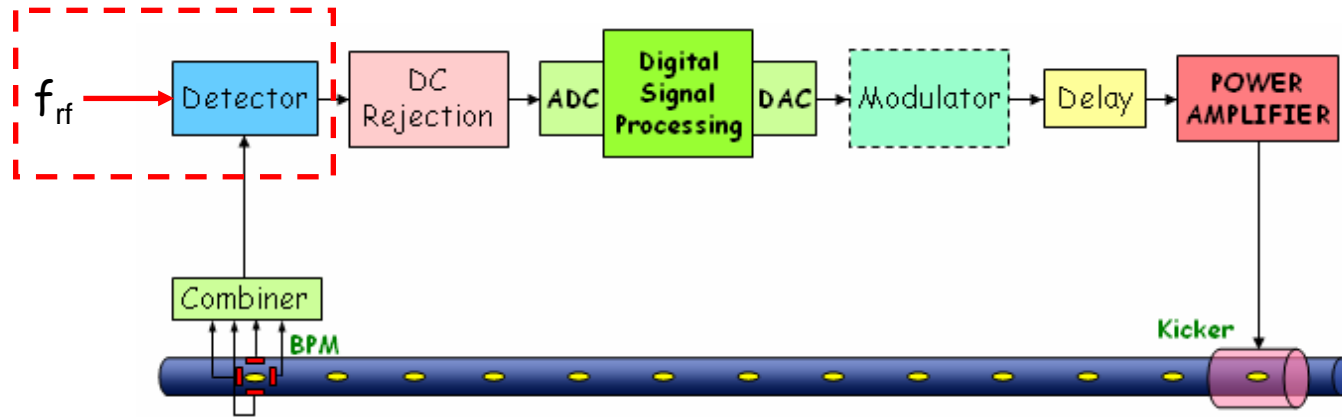 f_rf
Detector
DC
Rejection
ADC
Digital
Signal
Processing
DAC
Modulator
Delay
POWER
AMPLIFIER
Combiner
BPM
Kicker